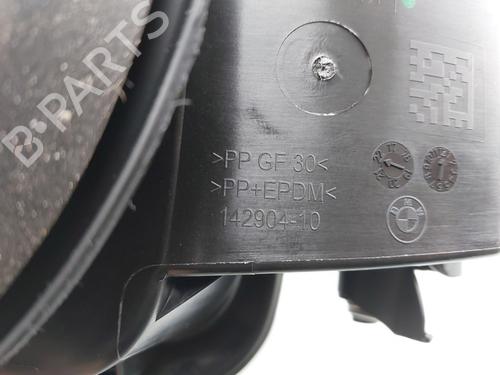 B-PARTS
>PP GF 30<
>PP+EPDM<
142904-10